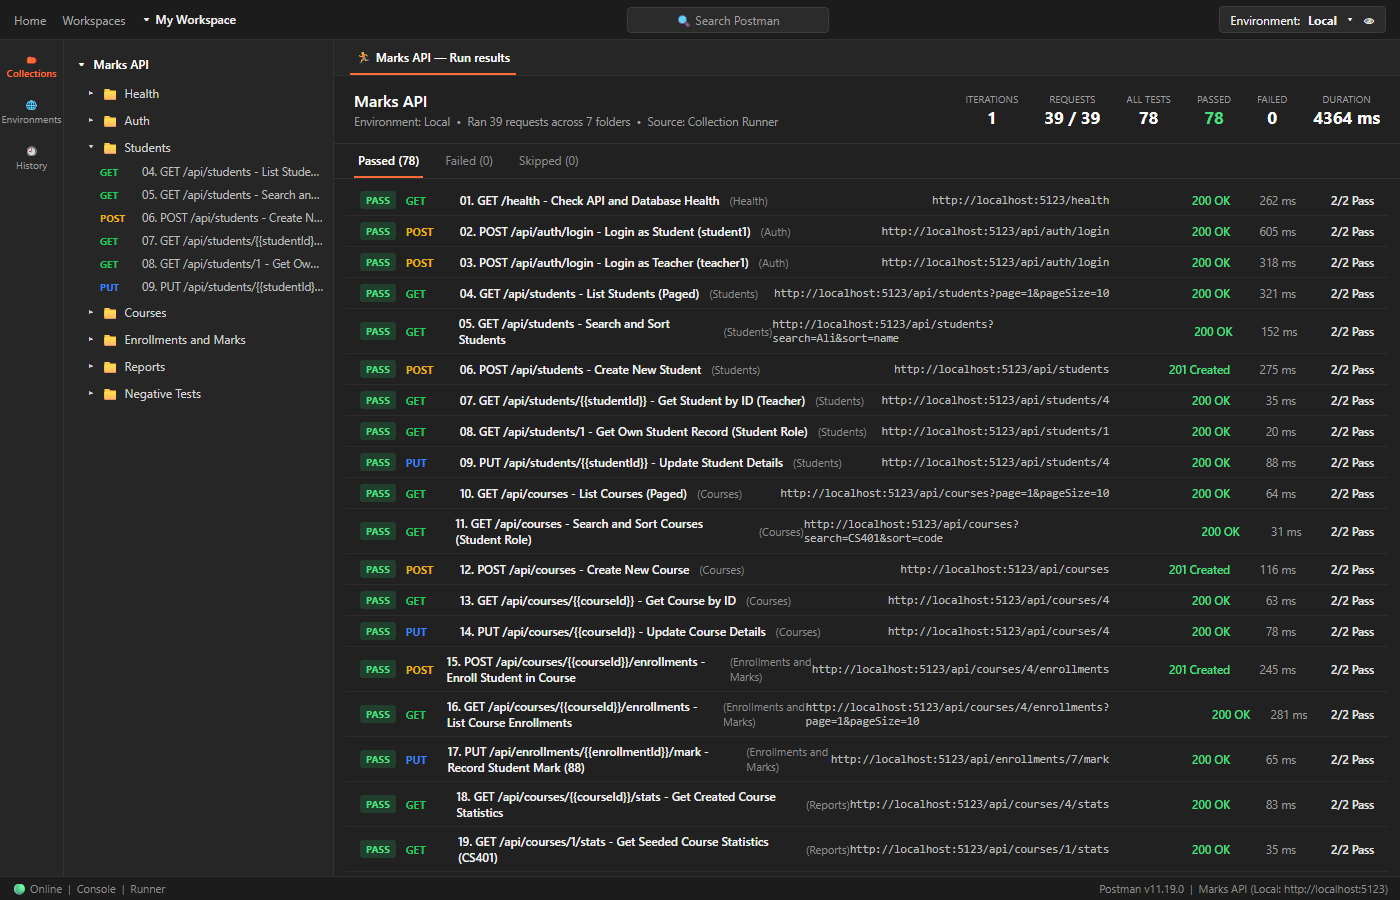 Home Workspaces My Workspace
Search Postman
Environment: Local
Collections
Environments
History
Marks API
Health
Auth
Students
GET 04. GET /api/students - List Stude...
GET 05. GET /api/students - Search an...
POST 06. POST /api/students - Create N...
GET 07. GET /api/students/{{studentId}...
GET 08. GET /api/students/1 - Get Ow...
PUT 09. PUT /api/students/{{studentId}...
Courses
Enrollments and Marks
Reports
Negative Tests
Marks API — Run results
Marks API
Environment: Local • Ran 39 requests across 7 folders • Source: Collection Runner
ITERATIONS REQUESTS ALL TESTS PASSED FAILED DURATION
1 39 / 39 78 78 0 4364 ms
Passed (78) Failed (0) Skipped (0)
PASS GET 01. GET /health - Check API and Database Health (Health) http://localhost:5123/health 200 OK 262 ms 2/2 Pass
PASS POST 02. POST /api/auth/login - Login as Student (student1) (Auth) http://localhost:5123/api/auth/login 200 OK 605 ms 2/2 Pass
PASS POST 03. POST /api/auth/login - Login as Teacher (teacher1) (Auth) http://localhost:5123/api/auth/login 200 OK 318 ms 2/2 Pass
PASS GET 04. GET /api/students - List Students (Paged) (Students) http://localhost:5123/api/students?page=1&pageSize=10 200 OK 321 ms 2/2 Pass
PASS GET 05. GET /api/students - Search and Sort
Students (Students) http://localhost:5123/api/students?
search=Ali&sort=name 200 OK 152 ms 2/2 Pass
PASS POST 06. POST /api/students - Create New Student (Students) http://localhost:5123/api/students 201 Created 275 ms 2/2 Pass
PASS GET 07. GET /api/students/{{studentId}} - Get Student by ID (Teacher) (Students) http://localhost:5123/api/students/4 200 OK 35 ms 2/2 Pass
PASS GET 08. GET /api/students/1 - Get Own Student Record (Student Role) (Students) http://localhost:5123/api/students/1 200 OK 20 ms 2/2 Pass
PASS PUT 09. PUT /api/students/{{studentId}} - Update Student Details (Students) http://localhost:5123/api/students/4 200 OK 88 ms 2/2 Pass
PASS GET 10. GET /api/courses - List Courses (Paged) (Courses) http://localhost:5123/api/courses?page=1&pageSize=10 200 OK 64 ms 2/2 Pass
PASS GET 11. GET /api/courses - Search and Sort Courses
(Student Role) (Courses) http://localhost:5123/api/courses?
search=CS401&sort=code 200 OK 31 ms 2/2 Pass
PASS POST 12. POST /api/courses - Create New Course (Courses) http://localhost:5123/api/courses 201 Created 116 ms 2/2 Pass
PASS GET 13. GET /api/courses/{{courseId}} - Get Course by ID (Courses) http://localhost:5123/api/courses/4 200 OK 63 ms 2/2 Pass
PASS PUT 14. PUT /api/courses/{{courseId}} - Update Course Details (Courses) http://localhost:5123/api/courses/4 200 OK 78 ms 2/2 Pass
PASS POST 15. POST /api/courses/{{courseId}}/enrollments -
Enroll Student in Course (Enrollments and
Marks) http://localhost:5123/api/courses/4/enrollments 201 Created 245 ms 2/2 Pass
PASS GET 16. GET /api/courses/{{courseId}}/enrollments -
List Course Enrollments (Enrollments and
Marks) http://localhost:5123/api/courses/4/enrollments?
page=1&pageSize=10 200 OK 281 ms 2/2 Pass
PASS PUT 17. PUT /api/enrollments/{{enrollmentId}}/mark -
Record Student Mark (88) (Enrollments and
Marks) http://localhost:5123/api/enrollments/7/mark 200 OK 65 ms 2/2 Pass
PASS GET 18. GET /api/courses/{{courseId}}/stats - Get Created Course
Statistics (Reports) http://localhost:5123/api/courses/4/stats 200 OK 83 ms 2/2 Pass
PASS GET 19. GET /api/courses/1/stats - Get Seeded Course Statistics
(CS401) (Reports) http://localhost:5123/api/courses/1/stats 200 OK 35 ms 2/2 Pass
Online | Console | Runner
Postman v11.19.0 | Marks API (Local: http://localhost:5123)